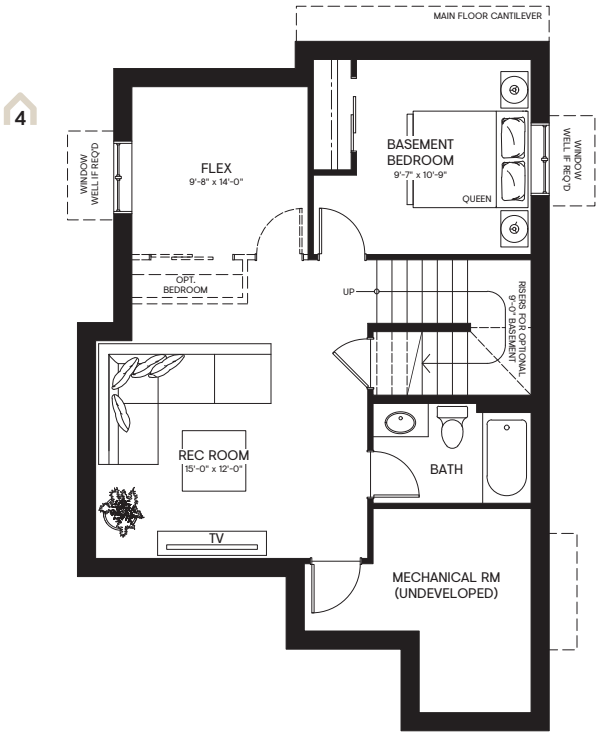 MAIN FLOOR CANTILEVER
4
WINDOW
WELL IF REQ'D
FLEX
9'-8" x 14'-0"
BASEMENT
BEDROOM
9'-7" x 10'-9"
QUEEN
WINDOW
WELL IF REQ'D
OPT.
BEDROOM
UP
RISERS FOR OPTIONAL
9'-0" BASEMENT
REC ROOM
15'-0" x 12'-0"
BATH
TV
MECHANICAL RM
(UNDEVELOPED)